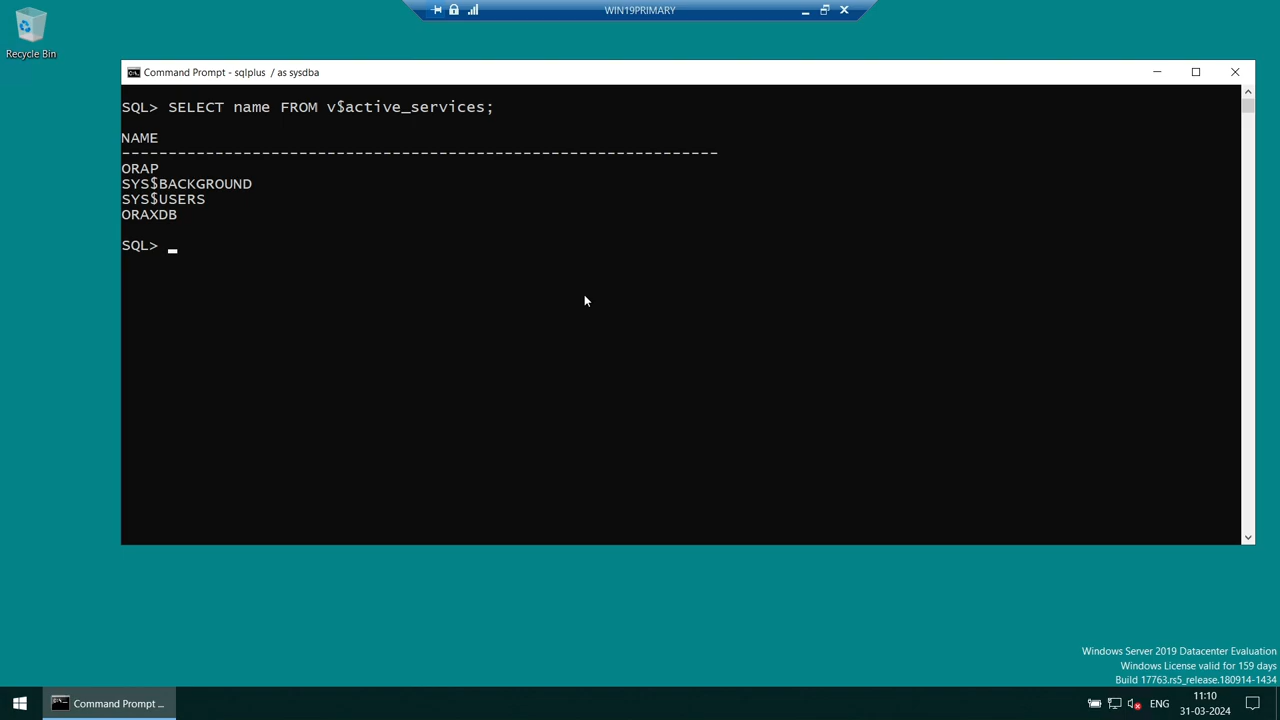 WIN19PRIMARY
Recycle Bin
Command Prompt - sqlplus  / as sysdba
SQL> SELECT name FROM v$active_services;
NAME
----------------------------------------------------------------
ORAP
SYS$BACKGROUND
SYS$USERS
ORAXDB
SQL> _
Windows Server 2019 Datacenter Evaluation
Windows License valid for 159 days
Build 17763.rs5_release.180914-1434
Command Prompt ...
ENG
11:10
31-03-2024